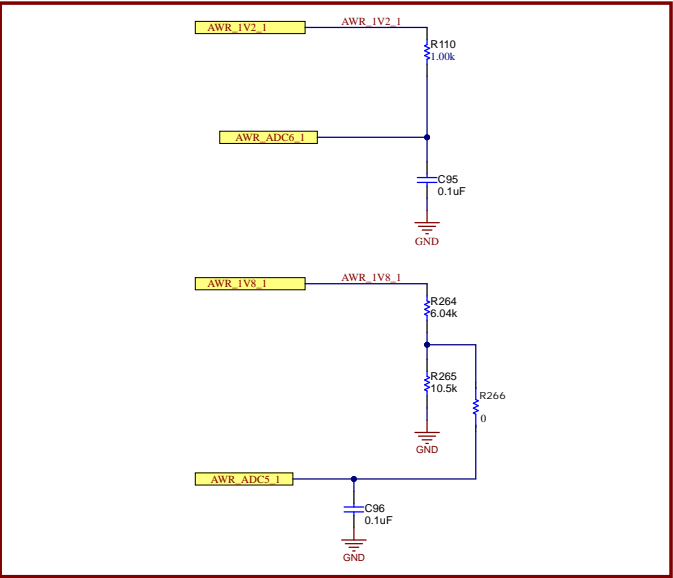 AWR_1V2_1
AWR_1V2_1
R110
1.00k
AWR_ADC6_1
C95
0.1uF
GND
AWR_1V8_1
AWR_1V8_1
R264
6.04k
R265
10.5k
R266
0
GND
AWR_ADC5_1
C96
0.1uF
GND